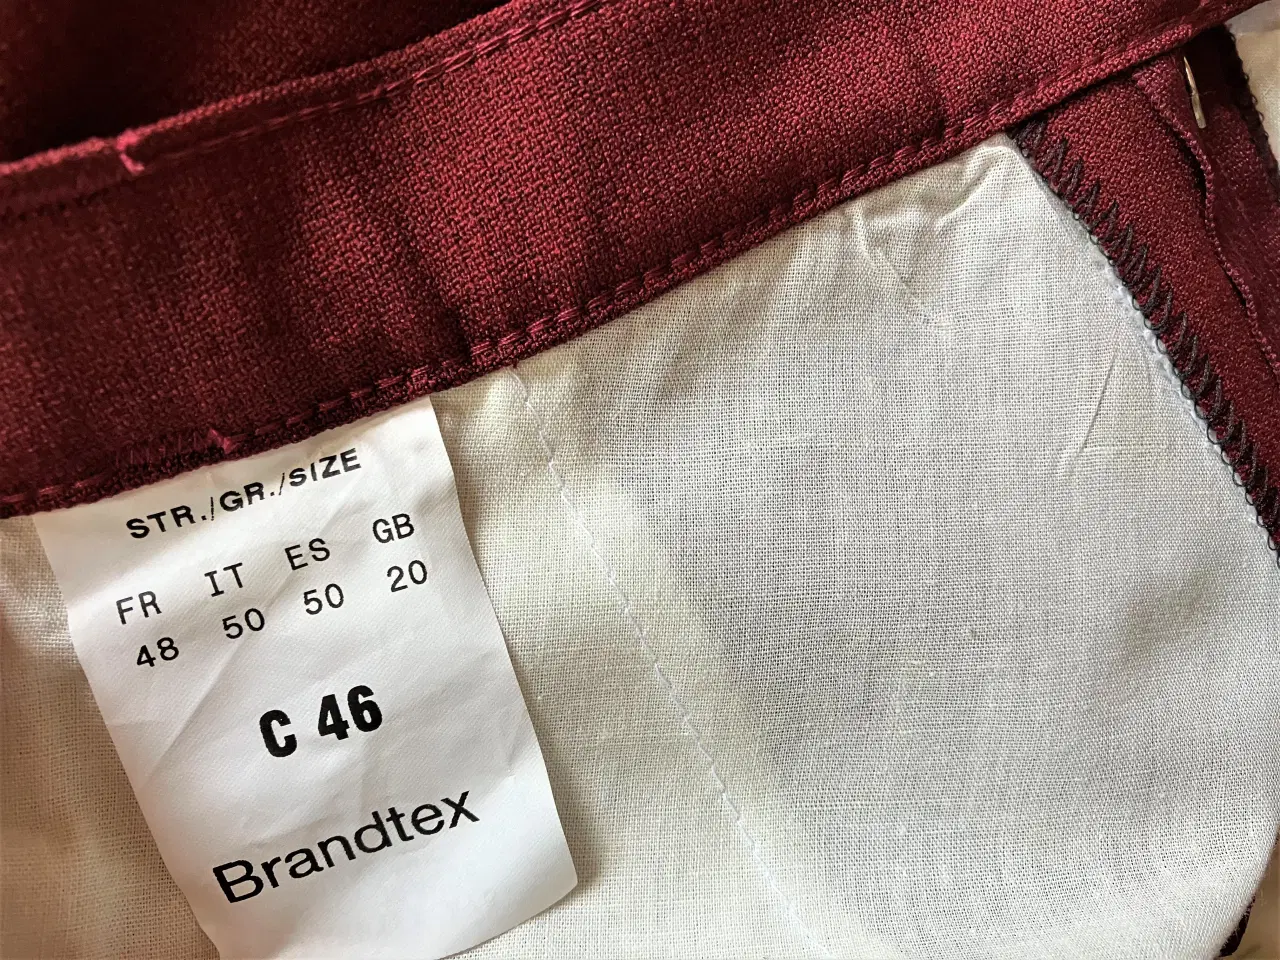 STR./GR./SIZE
FR IT ES GB
48 50 50 20
C 46
Brandtex